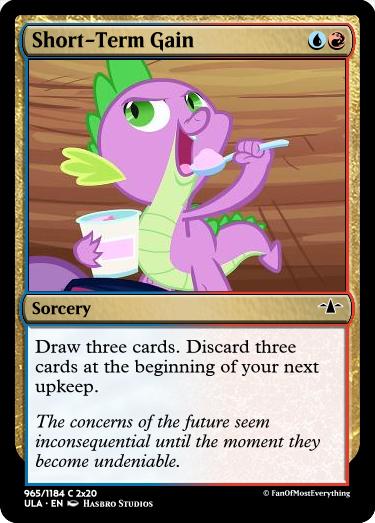 Short-Term Gain
Sorcery
Draw three cards. Discard three
cards at the beginning of your next
upkeep.
The concerns of the future seem
inconsequential until the moment they
become undeniable.
965/1184 C 2x20
ULA · EN Hasbro Studios
© FanOfMostEverything